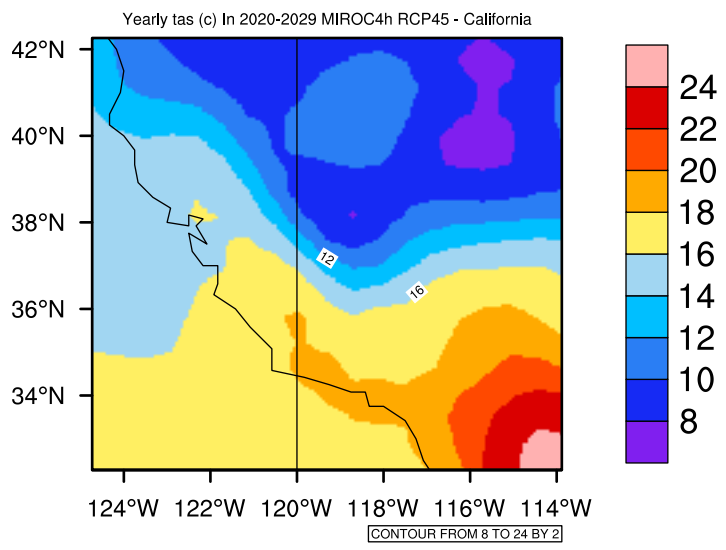 Yearly tas (c) In 2020-2029 MIROC4h RCP45 - California
42°N
40°N
38°N
36°N
34°N
12
16
124°W 122°W 120°W 118°W 116°W 114°W
24
22
20
18
16
14
12
10
8
CONTOUR FROM 8 TO 24 BY 2